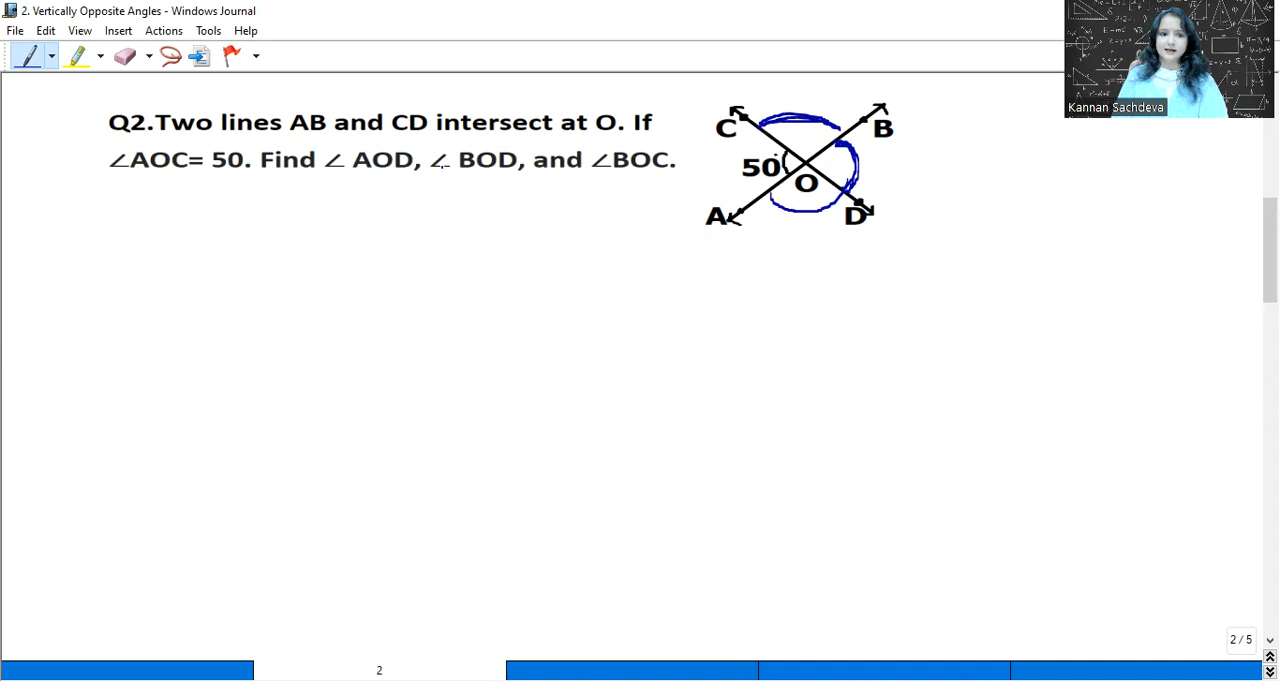 2. Vertically Opposite Angles - Windows Journal
File Edit View Insert Actions Tools Help
Kannan Sachdeva
Q2.Two lines AB and CD intersect at O. If
∠AOC= 50. Find ∠ AOD, ∠ BOD, and ∠BOC.
C
B
50
O
A
D
2 / 5
2